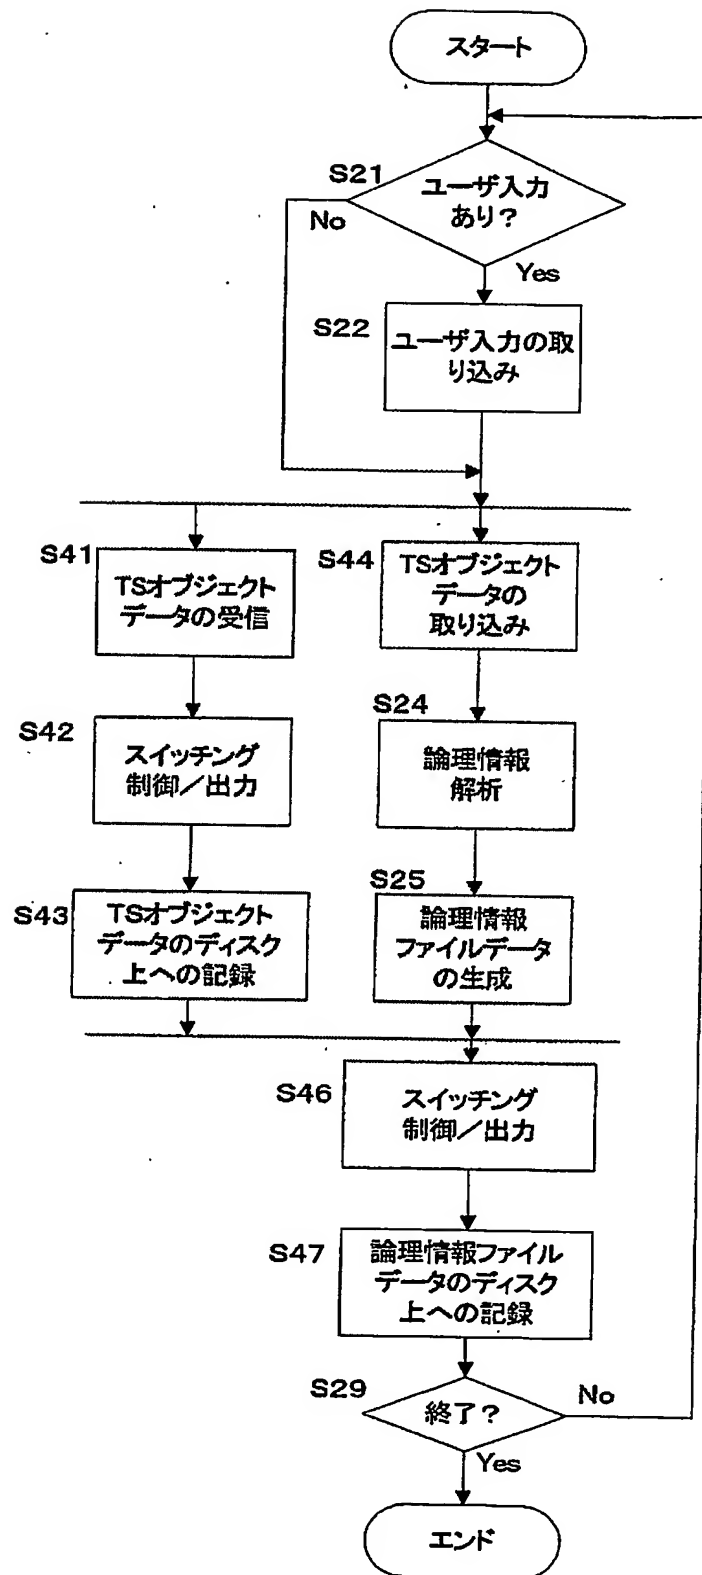 スタート
S21
ユーザ入力
あり？
No
Yes
S22
ユーザ入力の取
り込み
S41
TSオブジェクト
データの受信
S44
TSオブジェクト
データの
取り込み
S42
スイッチング
制御／出力
S24
論理情報
解析
S43
TSオブジェクト
データのディスク
上への記録
S25
論理情報
ファイルデータ
の生成
S46
スイッチング
制御／出力
S47
論理情報ファイル
データのディスク
上への記録
S29
終了？
No
Yes
エンド